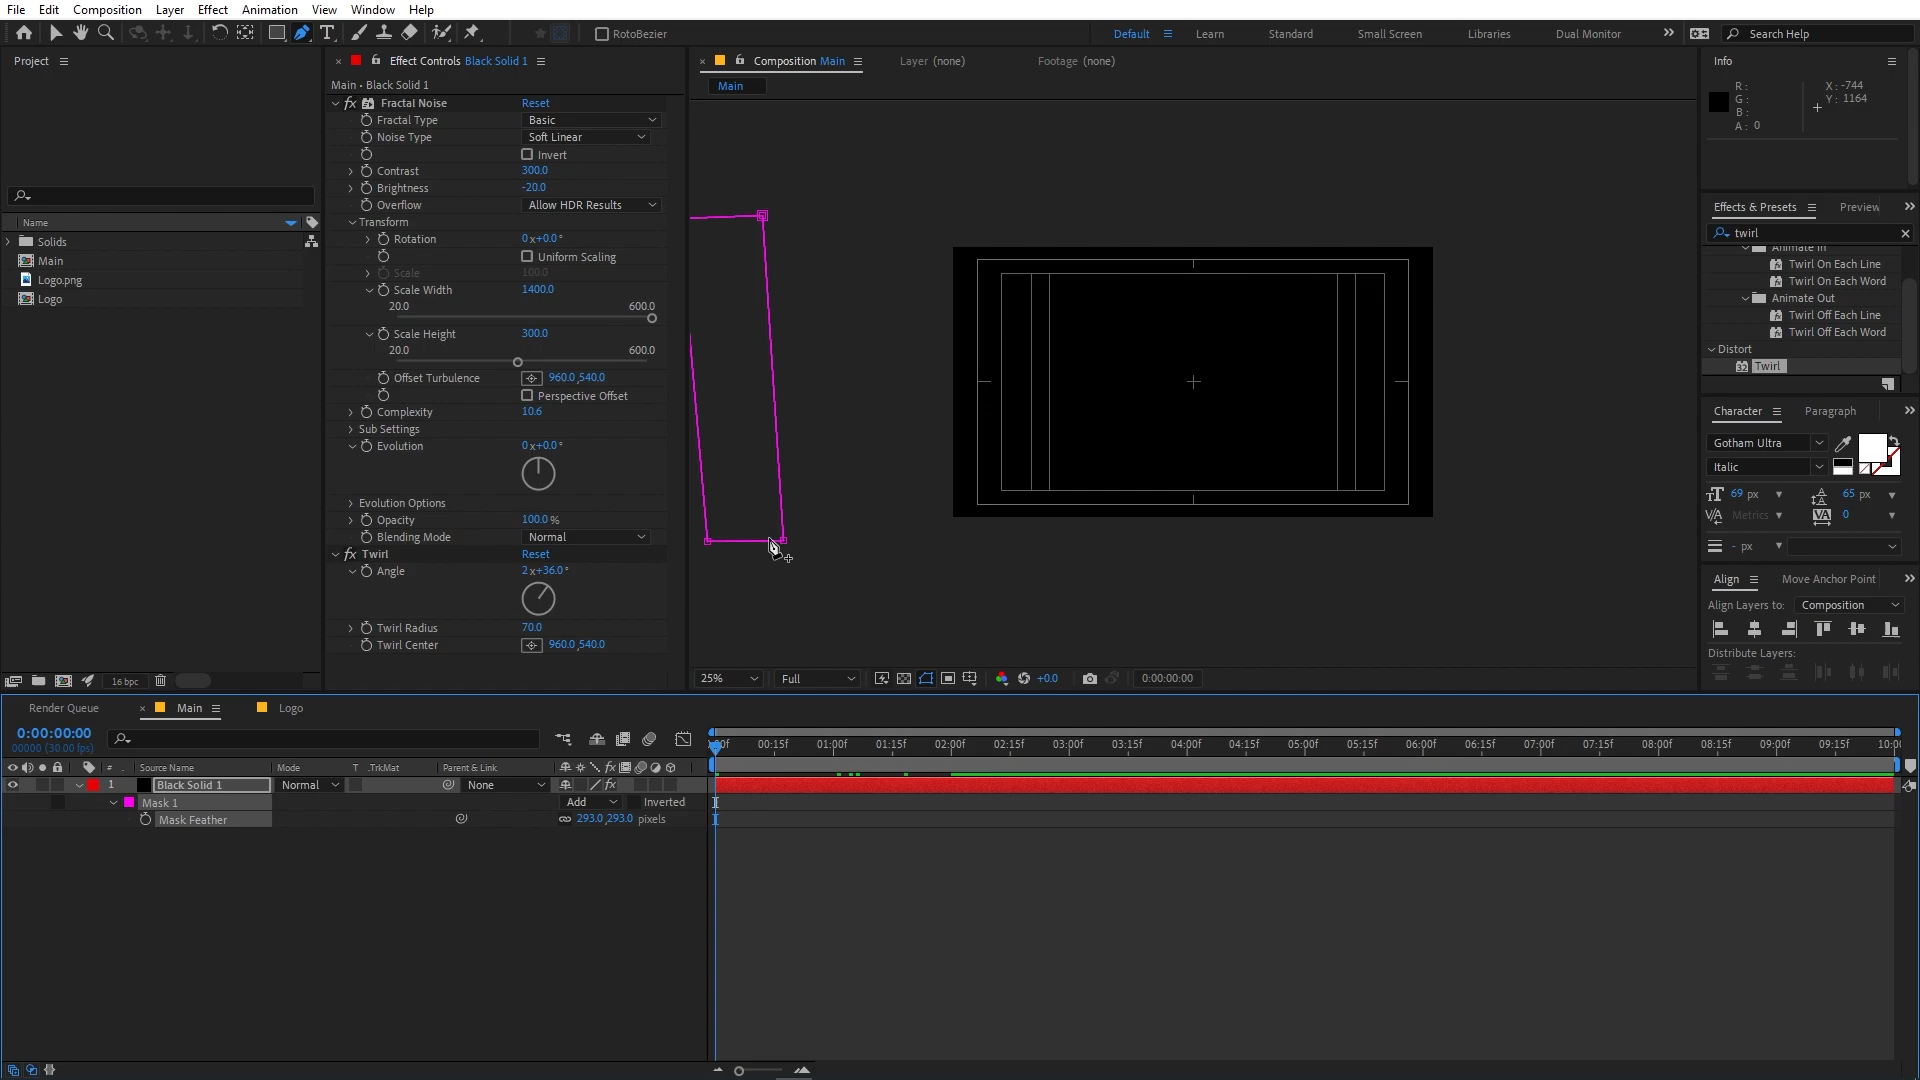 File Edit Composition Layer Effect Animation View Window Help
RotoBezier
Default Learn Standard Small Screen Libraries Dual Monitor » Search Help
Project
Name
Solids
Main
Logo.png
Logo
16 bpc
Effect Controls Black Solid 1
Main • Black Solid 1
fx Fractal Noise Reset
Fractal Type Basic
Noise Type Soft Linear
Invert
Contrast 300.0
Brightness -20.0
Overflow Allow HDR Results
Transform
Rotation 0x+0.0°
Uniform Scaling
Scale 100.0
Scale Width 1400.0
20.0 600.0
Scale Height 300.0
20.0 600.0
Offset Turbulence 960.0,540.0
Perspective Offset
Complexity 10.6
Sub Settings
Evolution 0x+0.0°
Evolution Options
Opacity 100.0%
Blending Mode Normal
fx Twirl Reset
Angle 2x+36.0°
Twirl Radius 70.0
Twirl Center 960.0,540.0
Composition Main Layer (none) Footage (none)
Main
25% Full +0.0 0:00:00:00
Info
R:
G:
B:
A: 0
X: -744
Y: 1164
Effects & Presets Preview »
twirl
Animate In
Twirl On Each Line
Twirl On Each Word
Animate Out
Twirl Off Each Line
Twirl Off Each Word
Distort
32 Twirl
Character Paragraph »
Gotham Ultra
Italic
69 px 65 px
Metrics 0
- px
Align Move Anchor Point »
Align Layers to: Composition
Distribute Layers:
Render Queue Main Logo
0:00:00:00
00000 (30.00 fps)
# Source Name Mode T .TrkMat Parent & Link fx
1 Black Solid 1 Normal None fx
Mask 1 Add Inverted
Mask Feather 293.0,293.0 pixels
00f 00:15f 01:00f 01:15f 02:00f 02:15f 03:00f 03:15f 04:00f 04:15f 05:00f 05:15f 06:00f 06:15f 07:00f 07:15f 08:00f 08:15f 09:00f 09:15f 10:0